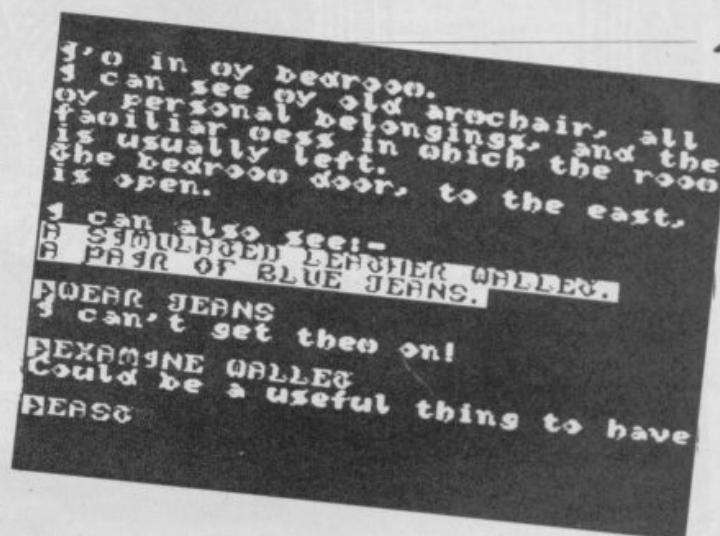 I'm in my bedroom.
I can see my old armchair, all
my personal belongings, and the
familiar mess in which the room
is usually left.
The bedroom door, to the east,
is open.
I can also see:-
A SIMULATED LEATHER WALLET.
A PAIR OF BLUE JEANS.
>WEAR JEANS
I can't get them on!
>EXAMINE WALLET
Could be a useful thing to have
>EAST